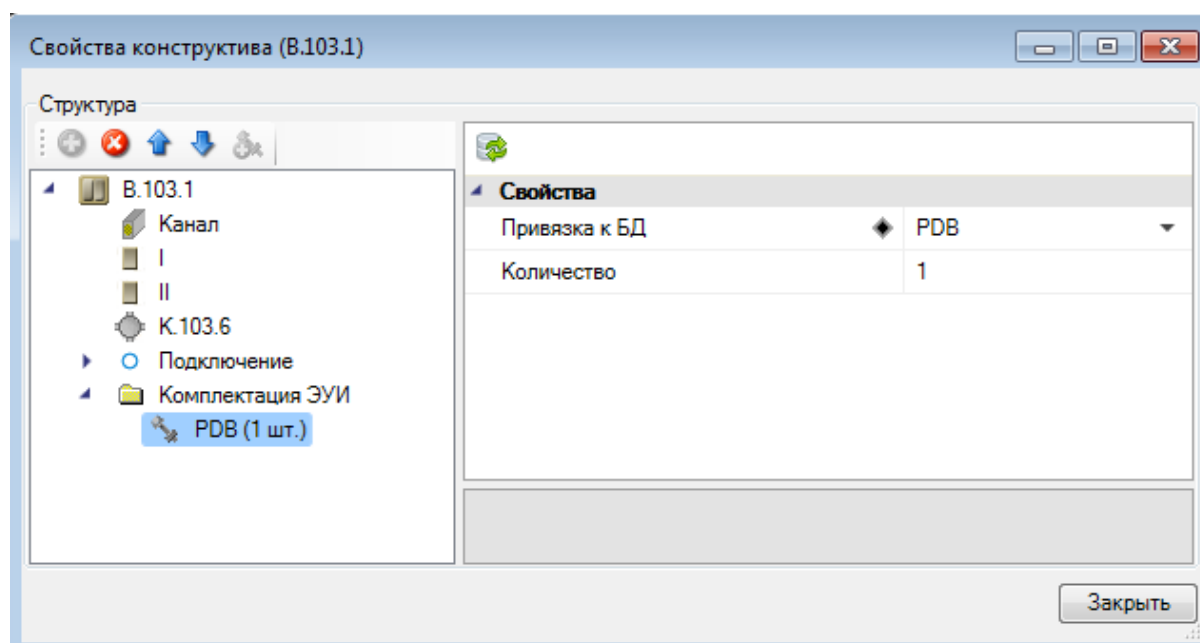 Свойства конструктива (В.103.1)
Структура
В.103.1
Канал
I
II
К.103.6
Подключение
Комплектация ЭУИ
PDB (1 шт.)
Свойства
Привязка к БД PDB
Количество 1
Закрыть